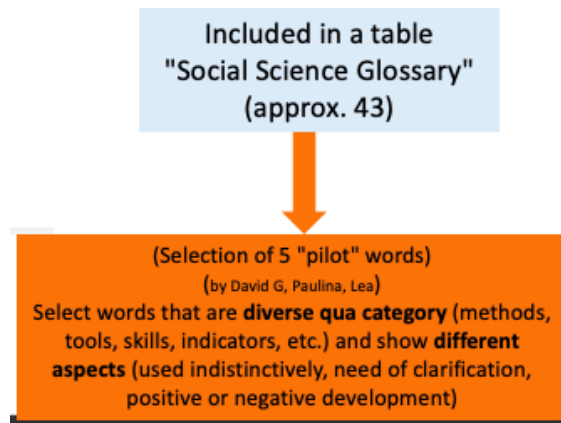 Included in a table
"Social Science Glossary"
(approx. 43)
(Selection of 5 "pilot" words)
(by David G, Paulina, Lea)
Select words that are diverse qua category (methods,
tools, skills, indicators, etc.) and show different
aspects (used indistinctively, need of clarification,
positive or negative development)